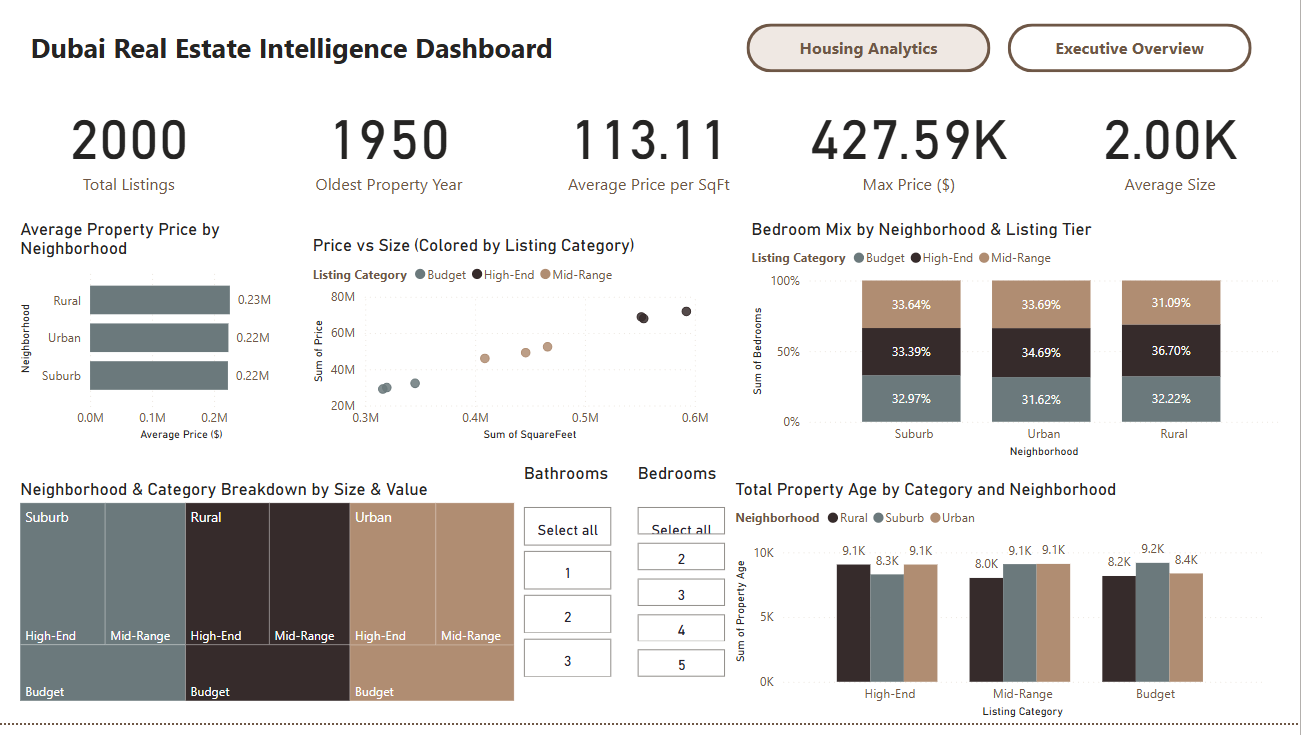 Dubai Real Estate Intelligence Dashboard
Housing Analytics
Executive Overview
2000
Total Listings
1950
Oldest Property Year
113.11
Average Price per SqFt
427.59K
Max Price ($)
2.00K
Average Size
Average Property Price by
Neighborhood
Neighborhood
Rural
0.23M
Urban
0.22M
Suburb
0.22M
0.0M 0.1M 0.2M
Average Price ($)
Price vs Size (Colored by Listing Category)
Listing Category Budget High-End Mid-Range
Sum of Price
80M
60M
40M
20M
0.3M 0.4M 0.5M 0.6M
Sum of SquareFeet
Bedroom Mix by Neighborhood & Listing Tier
Listing Category Budget High-End Mid-Range
Sum of Bedrooms
100%
50%
0%
33.64% 33.69% 31.09%
33.39% 34.69% 36.70%
32.97% 31.62% 32.22%
Suburb Urban Rural
Neighborhood
Neighborhood & Category Breakdown by Size & Value
Suburb
High-End
Mid-Range
Budget
Rural
High-End
Mid-Range
Budget
Urban
High-End
Mid-Range
Budget
Bathrooms
Select all
1
2
3
Bedrooms
Select all
2
3
4
5
Total Property Age by Category and Neighborhood
Neighborhood Rural Suburb Urban
Sum of Property Age
10K
5K
0K
9.1K 8.3K 9.1K
8.0K 9.1K 9.1K
8.2K 9.2K 8.4K
High-End Mid-Range Budget
Listing Category